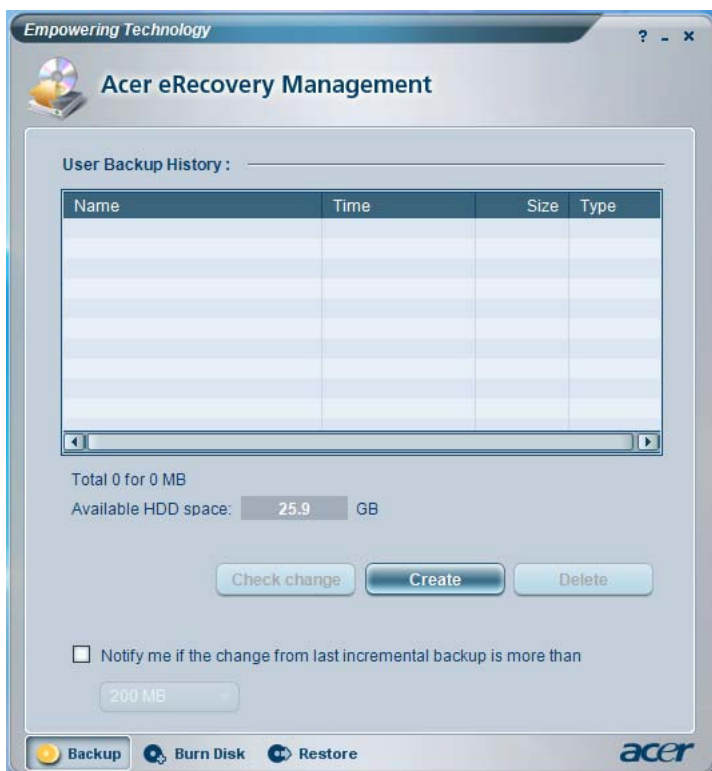 Empowering Technology
? - x
Acer eRecovery Management
User Backup History :
Name Time Size Type
Total 0 for 0 MB
Available HDD space: 25.9 GB
Check change Create Delete
Notify me if the change from last incremental backup is more than
200 MB
Backup Burn Disk Restore acer